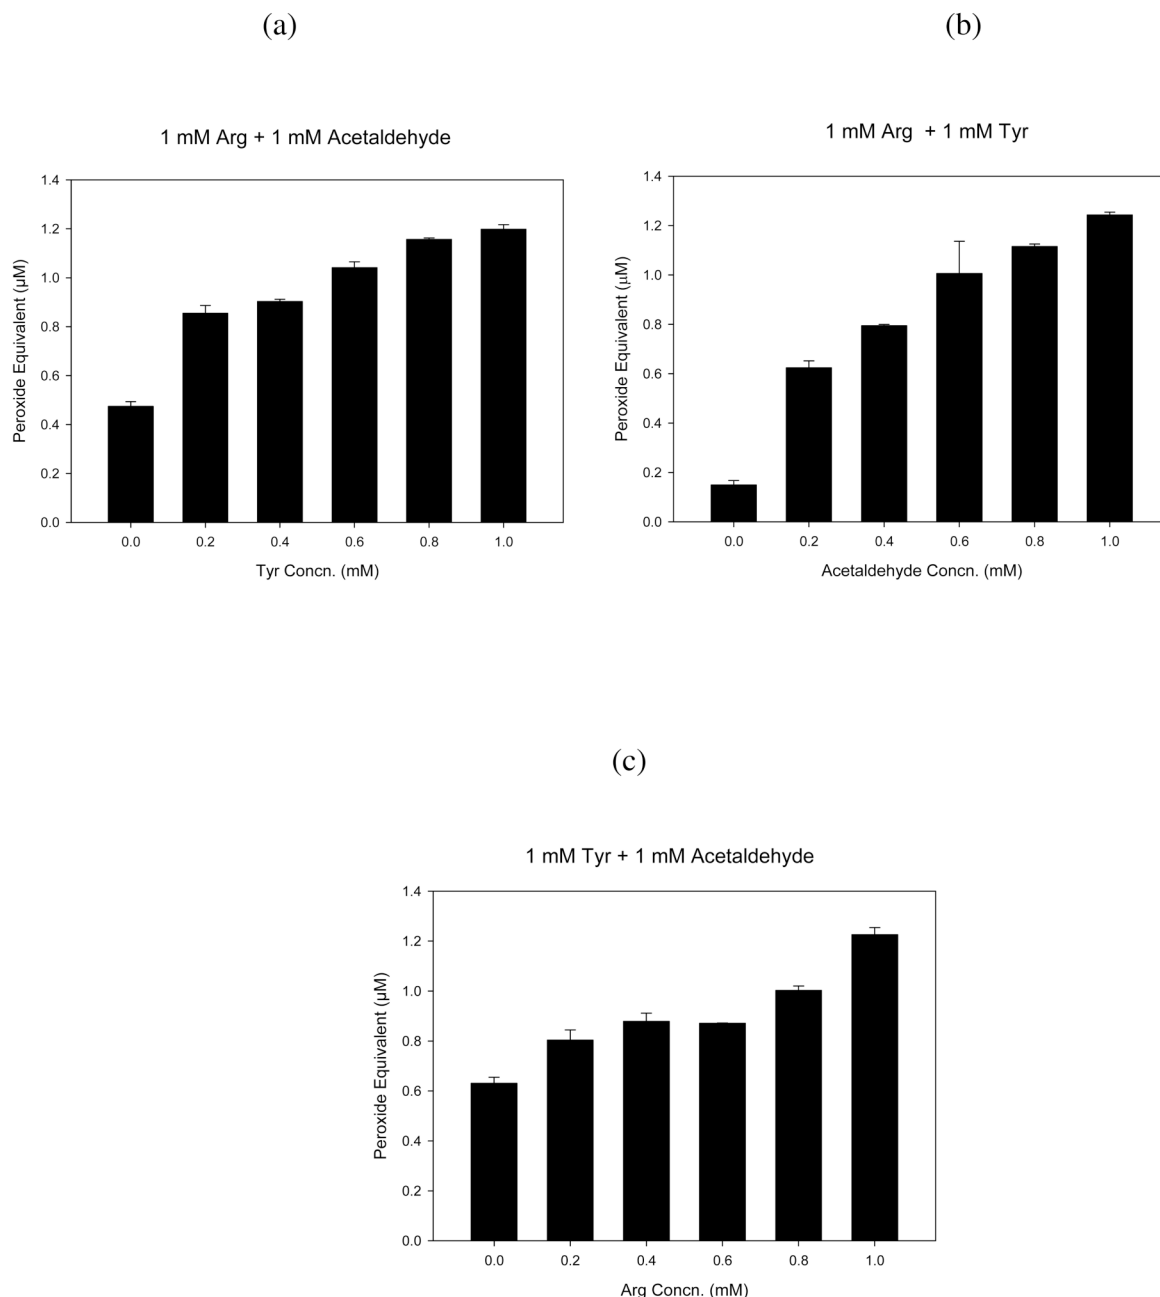 (a)
(b)
1 mM Arg + 1 mM Acetaldehyde
1 mM Arg  + 1 mM Tyr
Peroxide Equivalent (µM)
1.4
1.2
1.0
0.8
0.6
0.4
0.2
0.0
0.0 0.2 0.4 0.6 0.8 1.0
Tyr Concn. (mM)
Peroxide Equivalent (µM)
1.4
1.2
1.0
0.8
0.6
0.4
0.2
0.0
0.0 0.2 0.4 0.6 0.8 1.0
Acetaldehyde Concn. (mM)
(c)
1 mM Tyr + 1 mM Acetaldehyde
Peroxide Equivalent (µM)
1.4
1.2
1.0
0.8
0.6
0.4
0.2
0.0
0.0 0.2 0.4 0.6 0.8 1.0
Arg Concn. (mM)